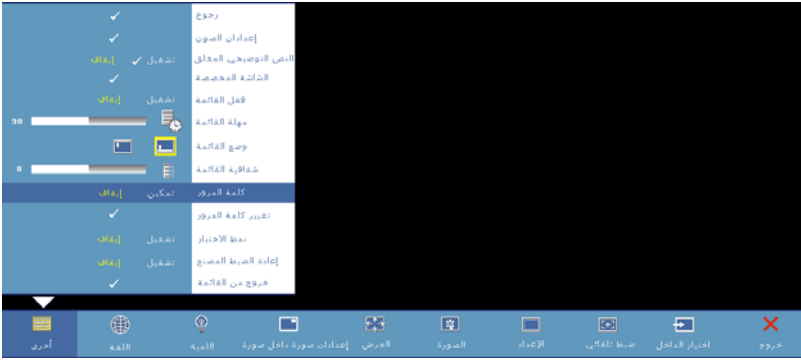 رجوع
إعدادات الصون
النص التوضيحي المغلق تشغيل إيقاف
الشاشة المخصصة
قفل القائمة تشغيل إيقاف
مهلة القائمة 30
وضع القائمة
شفافية القائمة 0
كلمة المرور تمكين إيقاف
تغيير كلمة المرور
نمط الاختبار تشغيل إيقاف
إعادة الضبط المصنع تشغيل إيقاف
خروج من القائمة
خروج اختيار الداخل ضبط تلقائي الإعداد الصورة العرض إعدادات صورة داخل صورة اللمبة اللغة أخرى